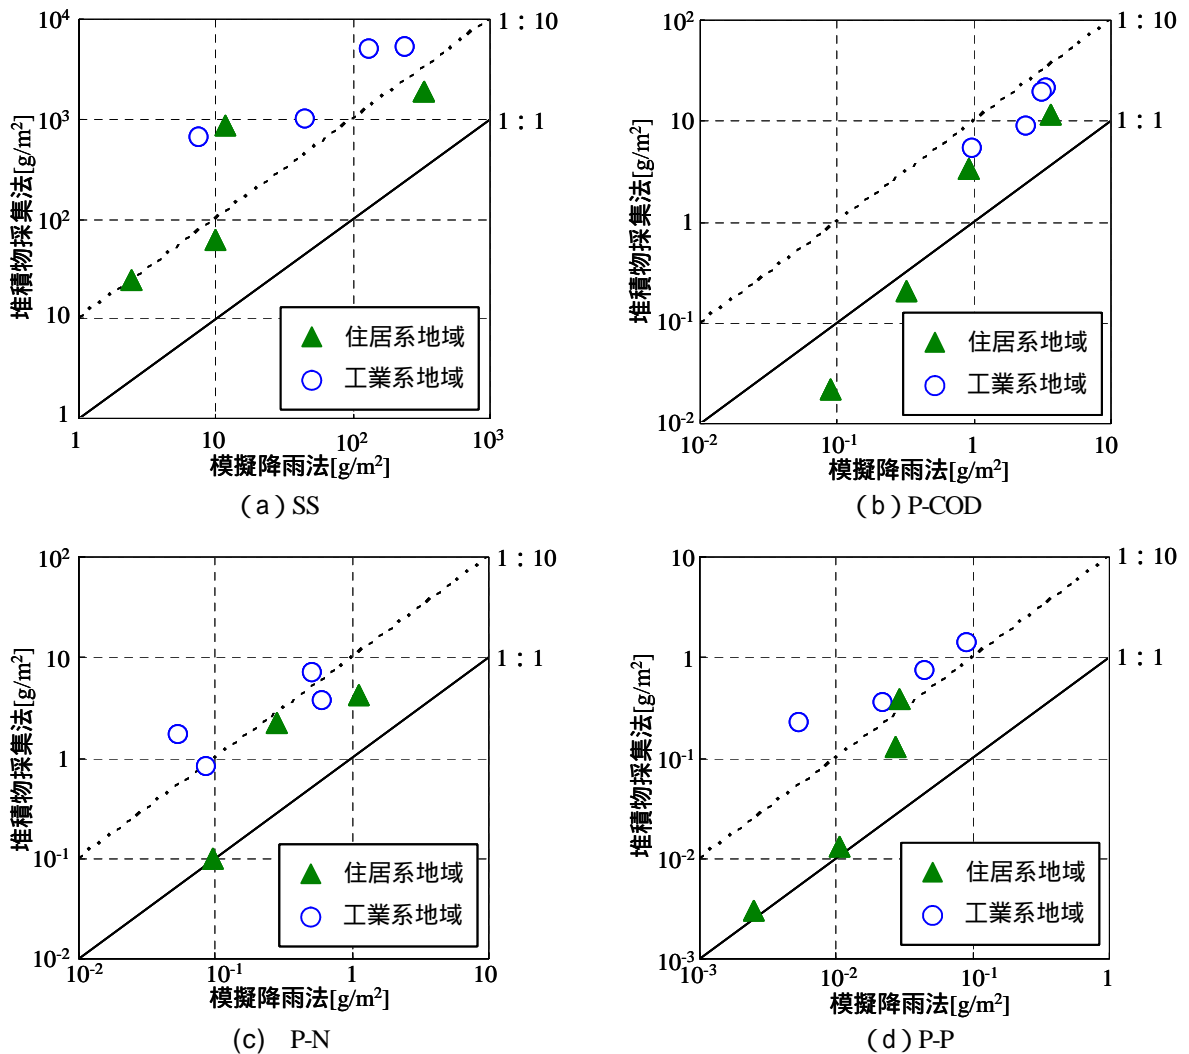 10⁴
10³
10²
10
1
1
10
10²
10³
1：10
1：1
堆積物採集法[g/m²]
住居系地域
工業系地域
模擬降雨法[g/m²]
（a）SS
10²
10
1
10⁻¹
10⁻²
10⁻²
10⁻¹
1
10
1：10
1：1
堆積物採集法[g/m²]
住居系地域
工業系地域
模擬降雨法[g/m²]
（b）P-COD
10²
10
1
10⁻¹
10⁻²
10⁻²
10⁻¹
1
10
1：10
1：1
堆積物採集法[g/m²]
住居系地域
工業系地域
模擬降雨法[g/m²]
(c) P-N
10
1
10⁻¹
10⁻²
10⁻³
10⁻³
10⁻²
10⁻¹
1
1：10
1：1
堆積物採集法[g/m²]
住居系地域
工業系地域
模擬降雨法[g/m²]
（d）P-P